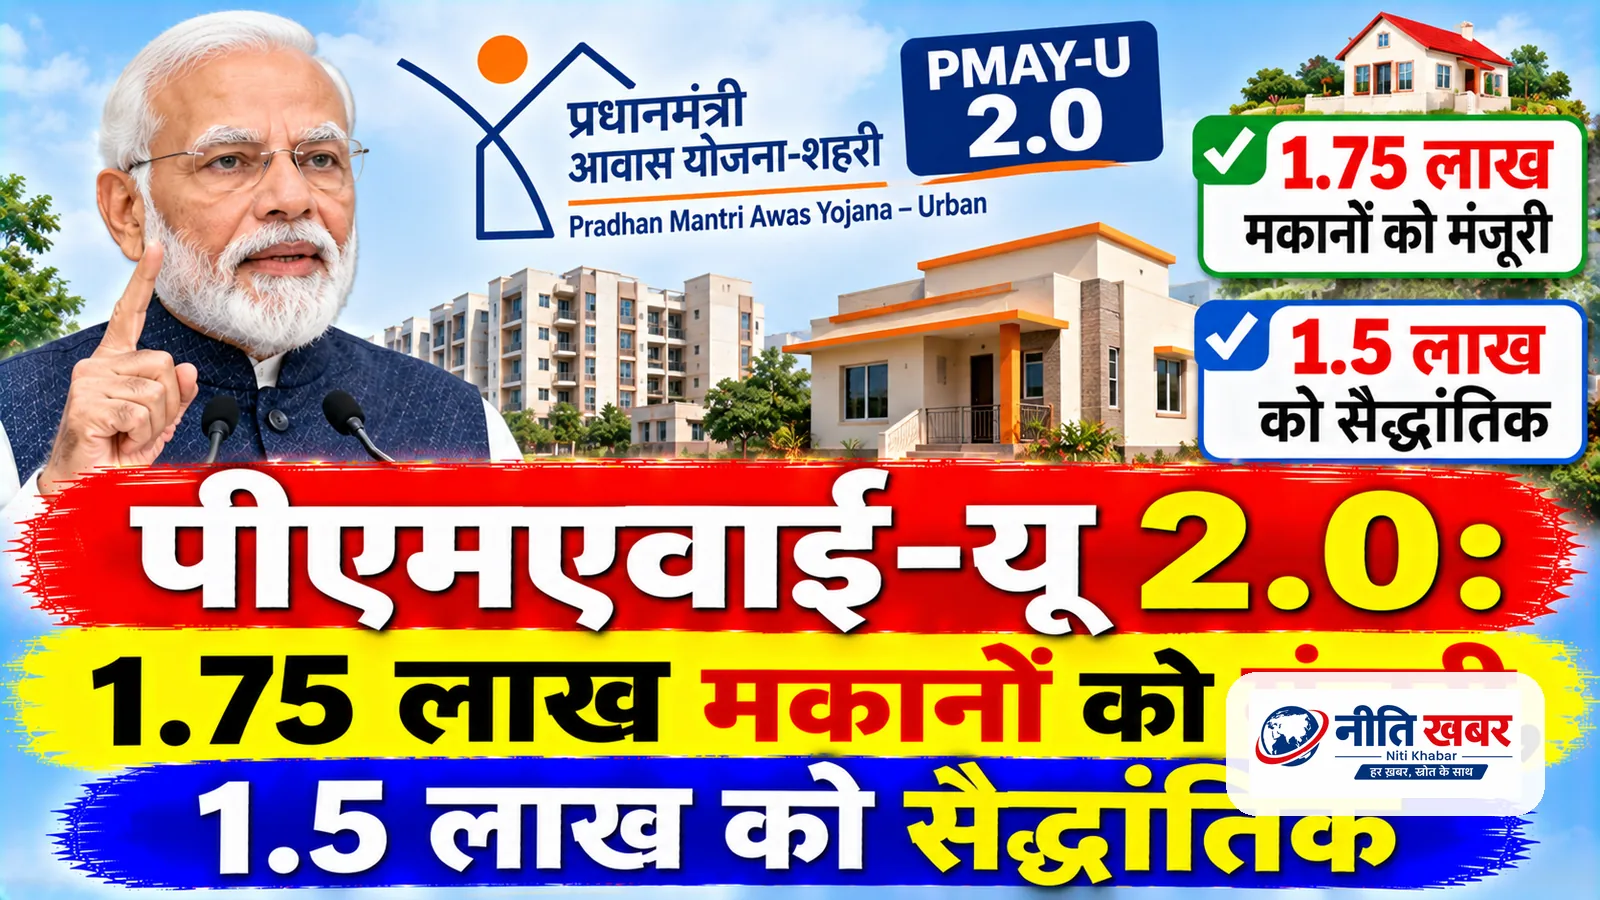 प्रधानमंत्री
आवास योजना-शहरी
Pradhan Mantri Awas Yojana – Urban
PMAY-U
2.0
1.75 लाख
मकानों को मंजूरी
1.5 लाख
को सैद्धांतिक
पीएमएवाई-यू 2.0:
1.75 लाख मकानों को
1.5 लाख को सैद्धांतिक
नीति खबर
Niti Khabar
हर ख़बर, स्रोत के साथ